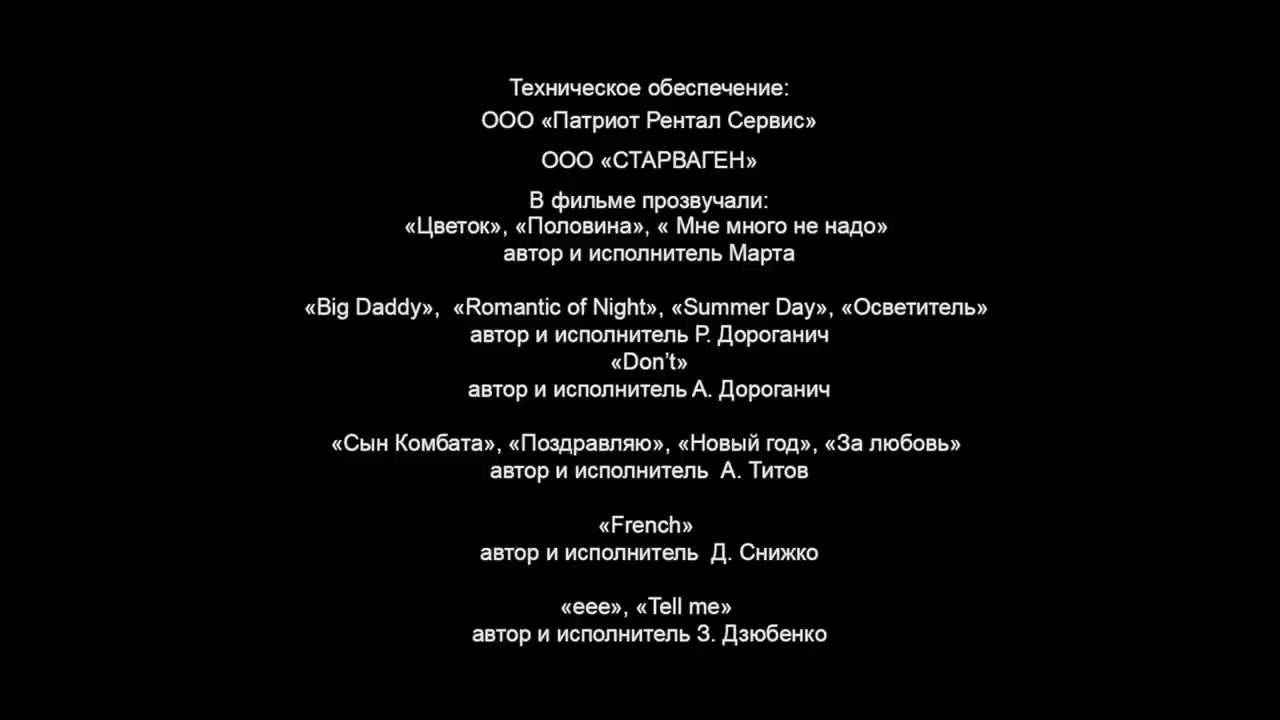 Техническое обеспечение:
ООО «Патриот Рентал Сервис»
ООО «СТАРВАГЕН»
В фильме прозвучали:
«Цветок», «Половина», « Мне много не надо»
автор и исполнитель Марта
«Big Daddy», «Romantic of Night», «Summer Day», «Осветитель»
автор и исполнитель Р. Дороганич
«Don’t»
автор и исполнитель А. Дороганич
«Сын Комбата», «Поздравляю», «Новый год», «За любовь»
автор и исполнитель А. Титов
«French»
автор и исполнитель Д. Снижко
«еее», «Tell me»
автор и исполнитель З. Дзюбенко